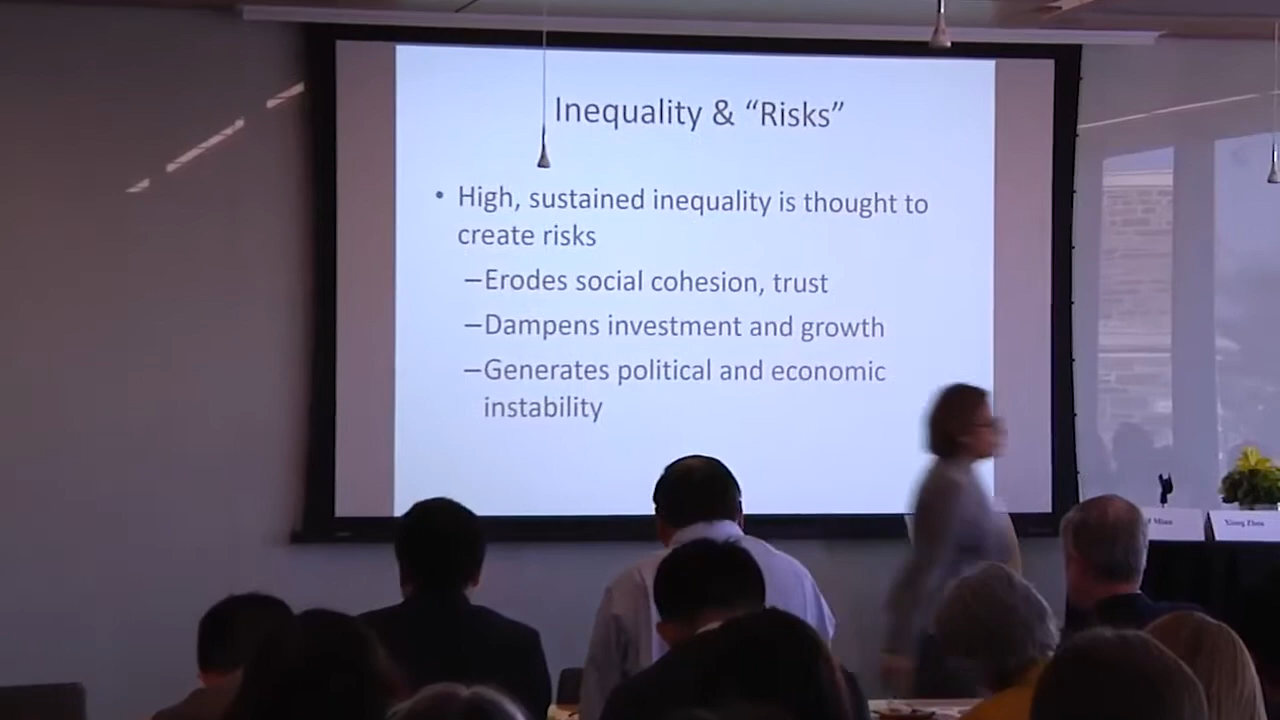 Inequality & “Risks”
• High, sustained inequality is thought to
create risks
–Erodes social cohesion, trust
–Dampens investment and growth
–Generates political and economic
instability
Xiang Zhou